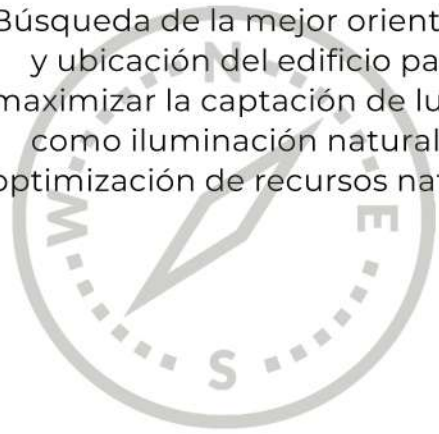 Búsqueda de la mejor orient
y ubicación del edificio pa
maximizar la captación de lu
como iluminación natural
optimización de recursos nat
N
W
E
S